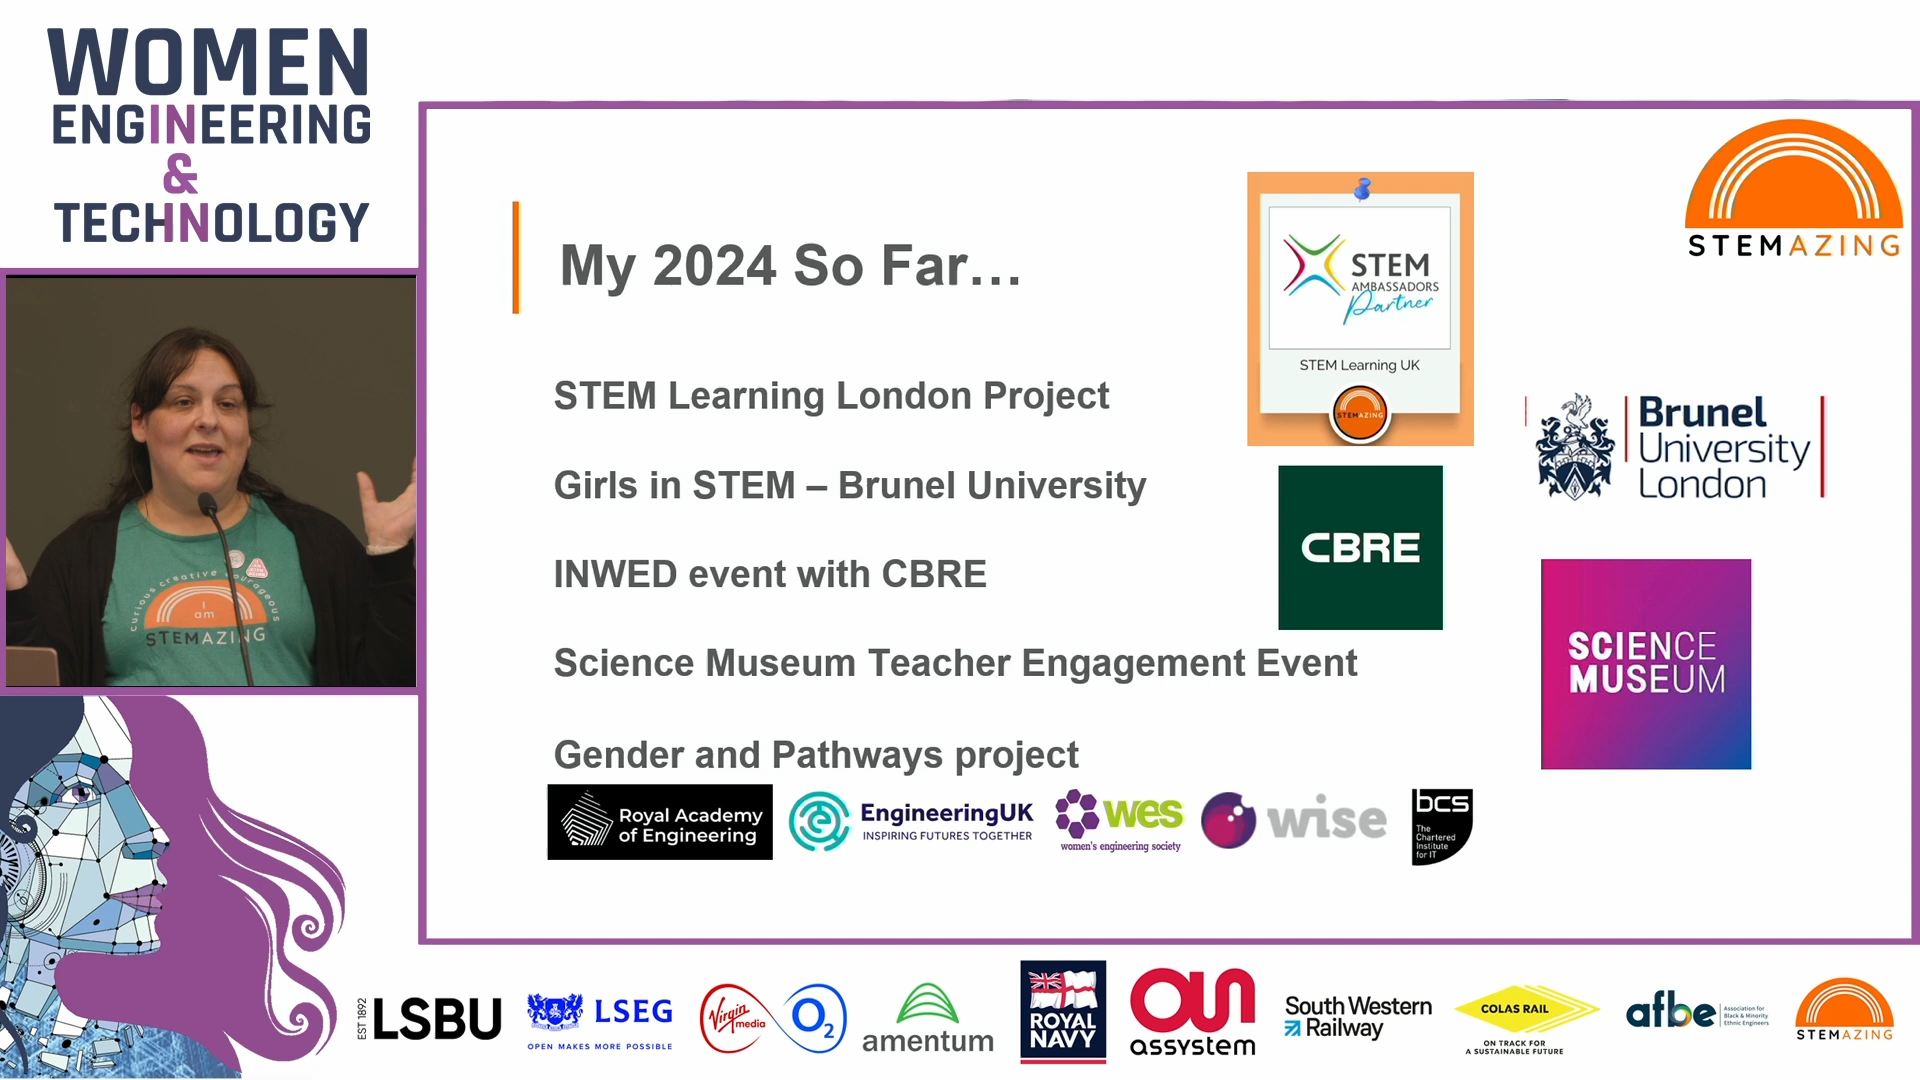 WOMEN
ENGINEERING
&
TECHNOLOGY
curious creative courageous
I
am
STEMAZING
STEMAZING
My 2024 So Far...
STEM Learning London Project
Girls in STEM – Brunel University
INWED event with CBRE
Science Museum Teacher Engagement Event
Gender and Pathways project
STEM
AMBASSADORS
Partner
STEM Learning UK
STEMAZING
Brunel
University
London
CBRE
SCIENCE
MUSEUM
Royal Academy
of Engineering
EngineeringUK
INSPIRING FUTURES TOGETHER
wes
women's engineering society
wise
bcs
The
Chartered
Institute
for IT
EST 1892
LSBU
LSEG
OPEN MAKES MORE POSSIBLE
Virgin
media
O2
amentum
ROYAL
NAVY
assystem
South Western
Railway
COLAS RAIL
ON TRACK FOR
A SUSTAINABLE FUTURE
afbe
Association for
Black & Minority
Ethnic Engineers
STEMAZING